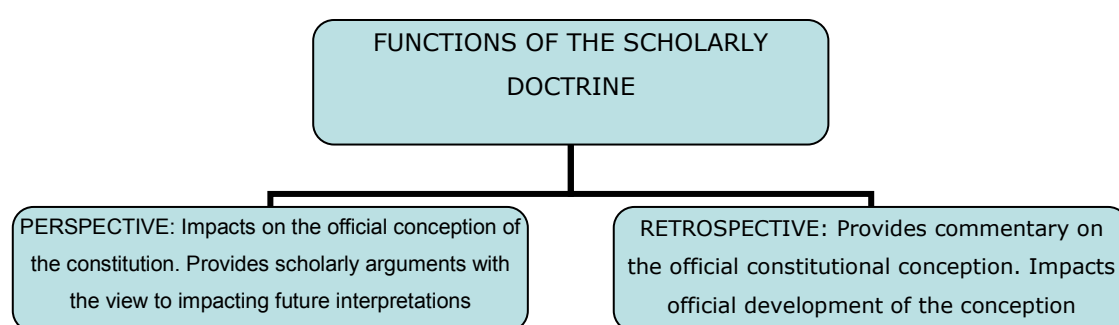 FUNCTIONS OF THE SCHOLARLY
DOCTRINE
PERSPECTIVE: Impacts on the official conception of
the constitution. Provides scholarly arguments with
the view to impacting future interpretations
RETROSPECTIVE: Provides commentary on
the official constitutional conception. Impacts
official development of the conception